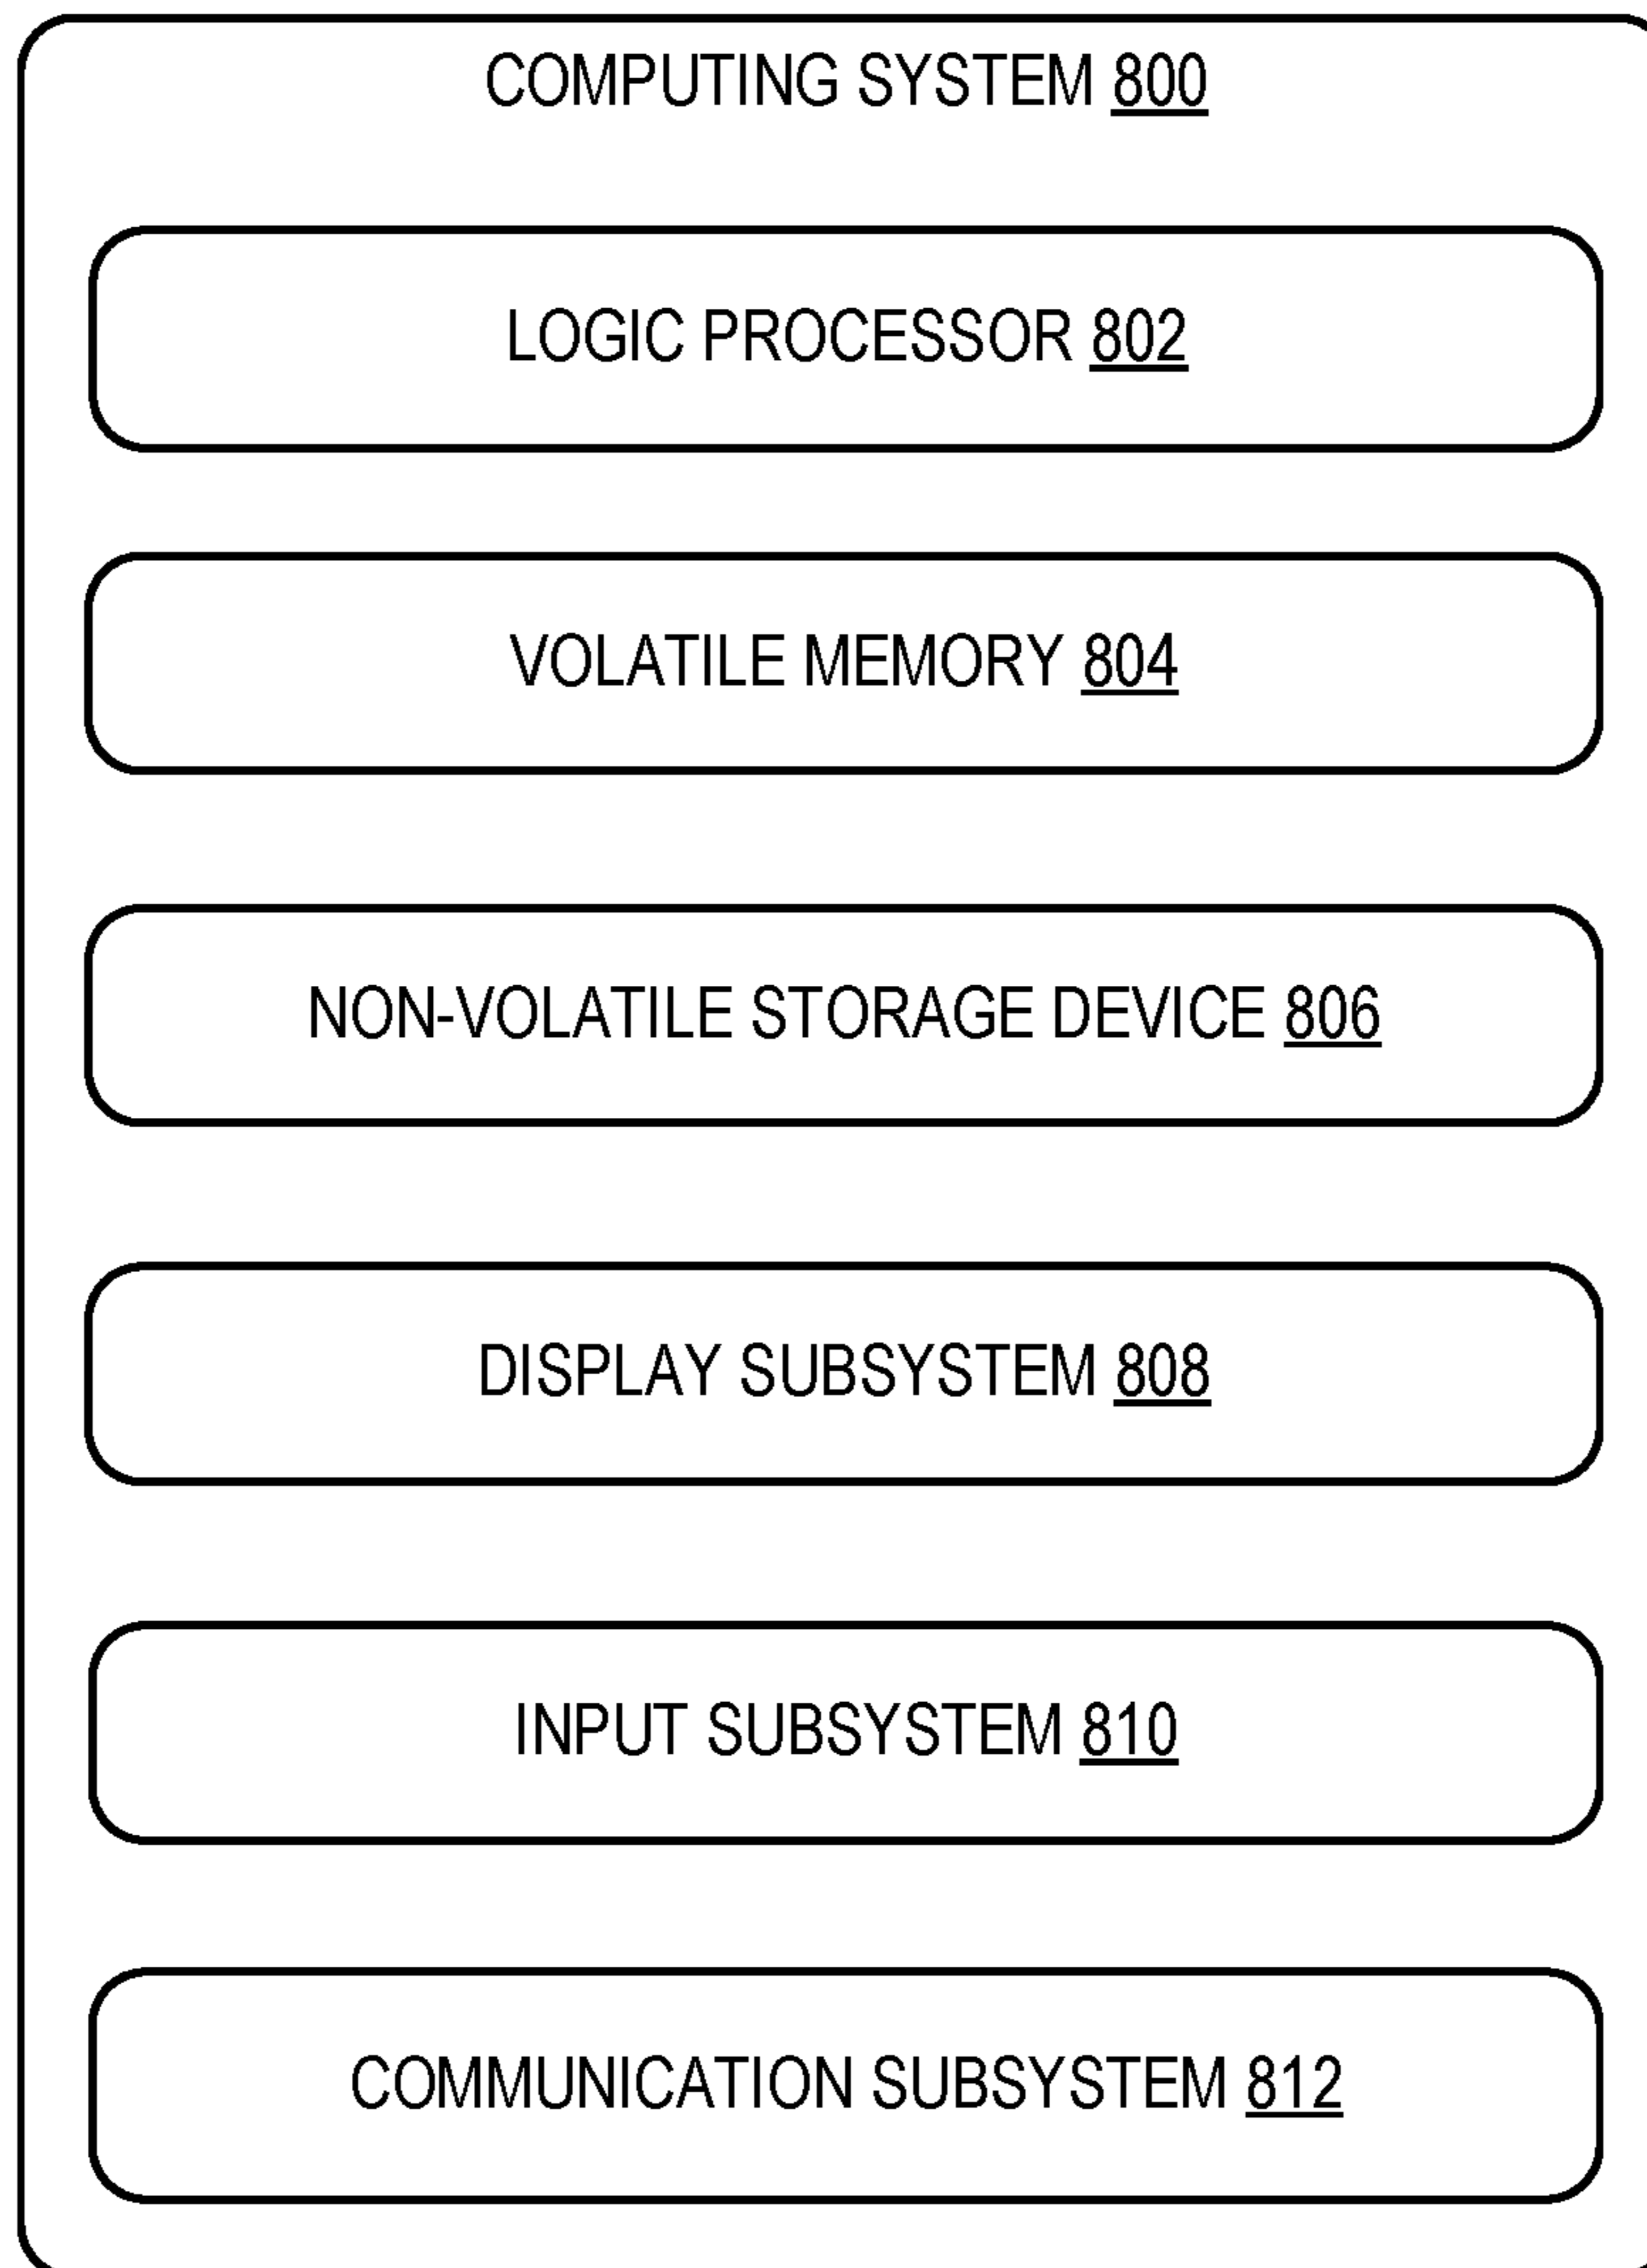 COMPUTING SYSTEM 800
LOGIC PROCESSOR 802
VOLATILE MEMORY 804
NON-VOLATILE STORAGE DEVICE 806
DISPLAY SUBSYSTEM 808
INPUT SUBSYSTEM 810
COMMUNICATION SUBSYSTEM 812